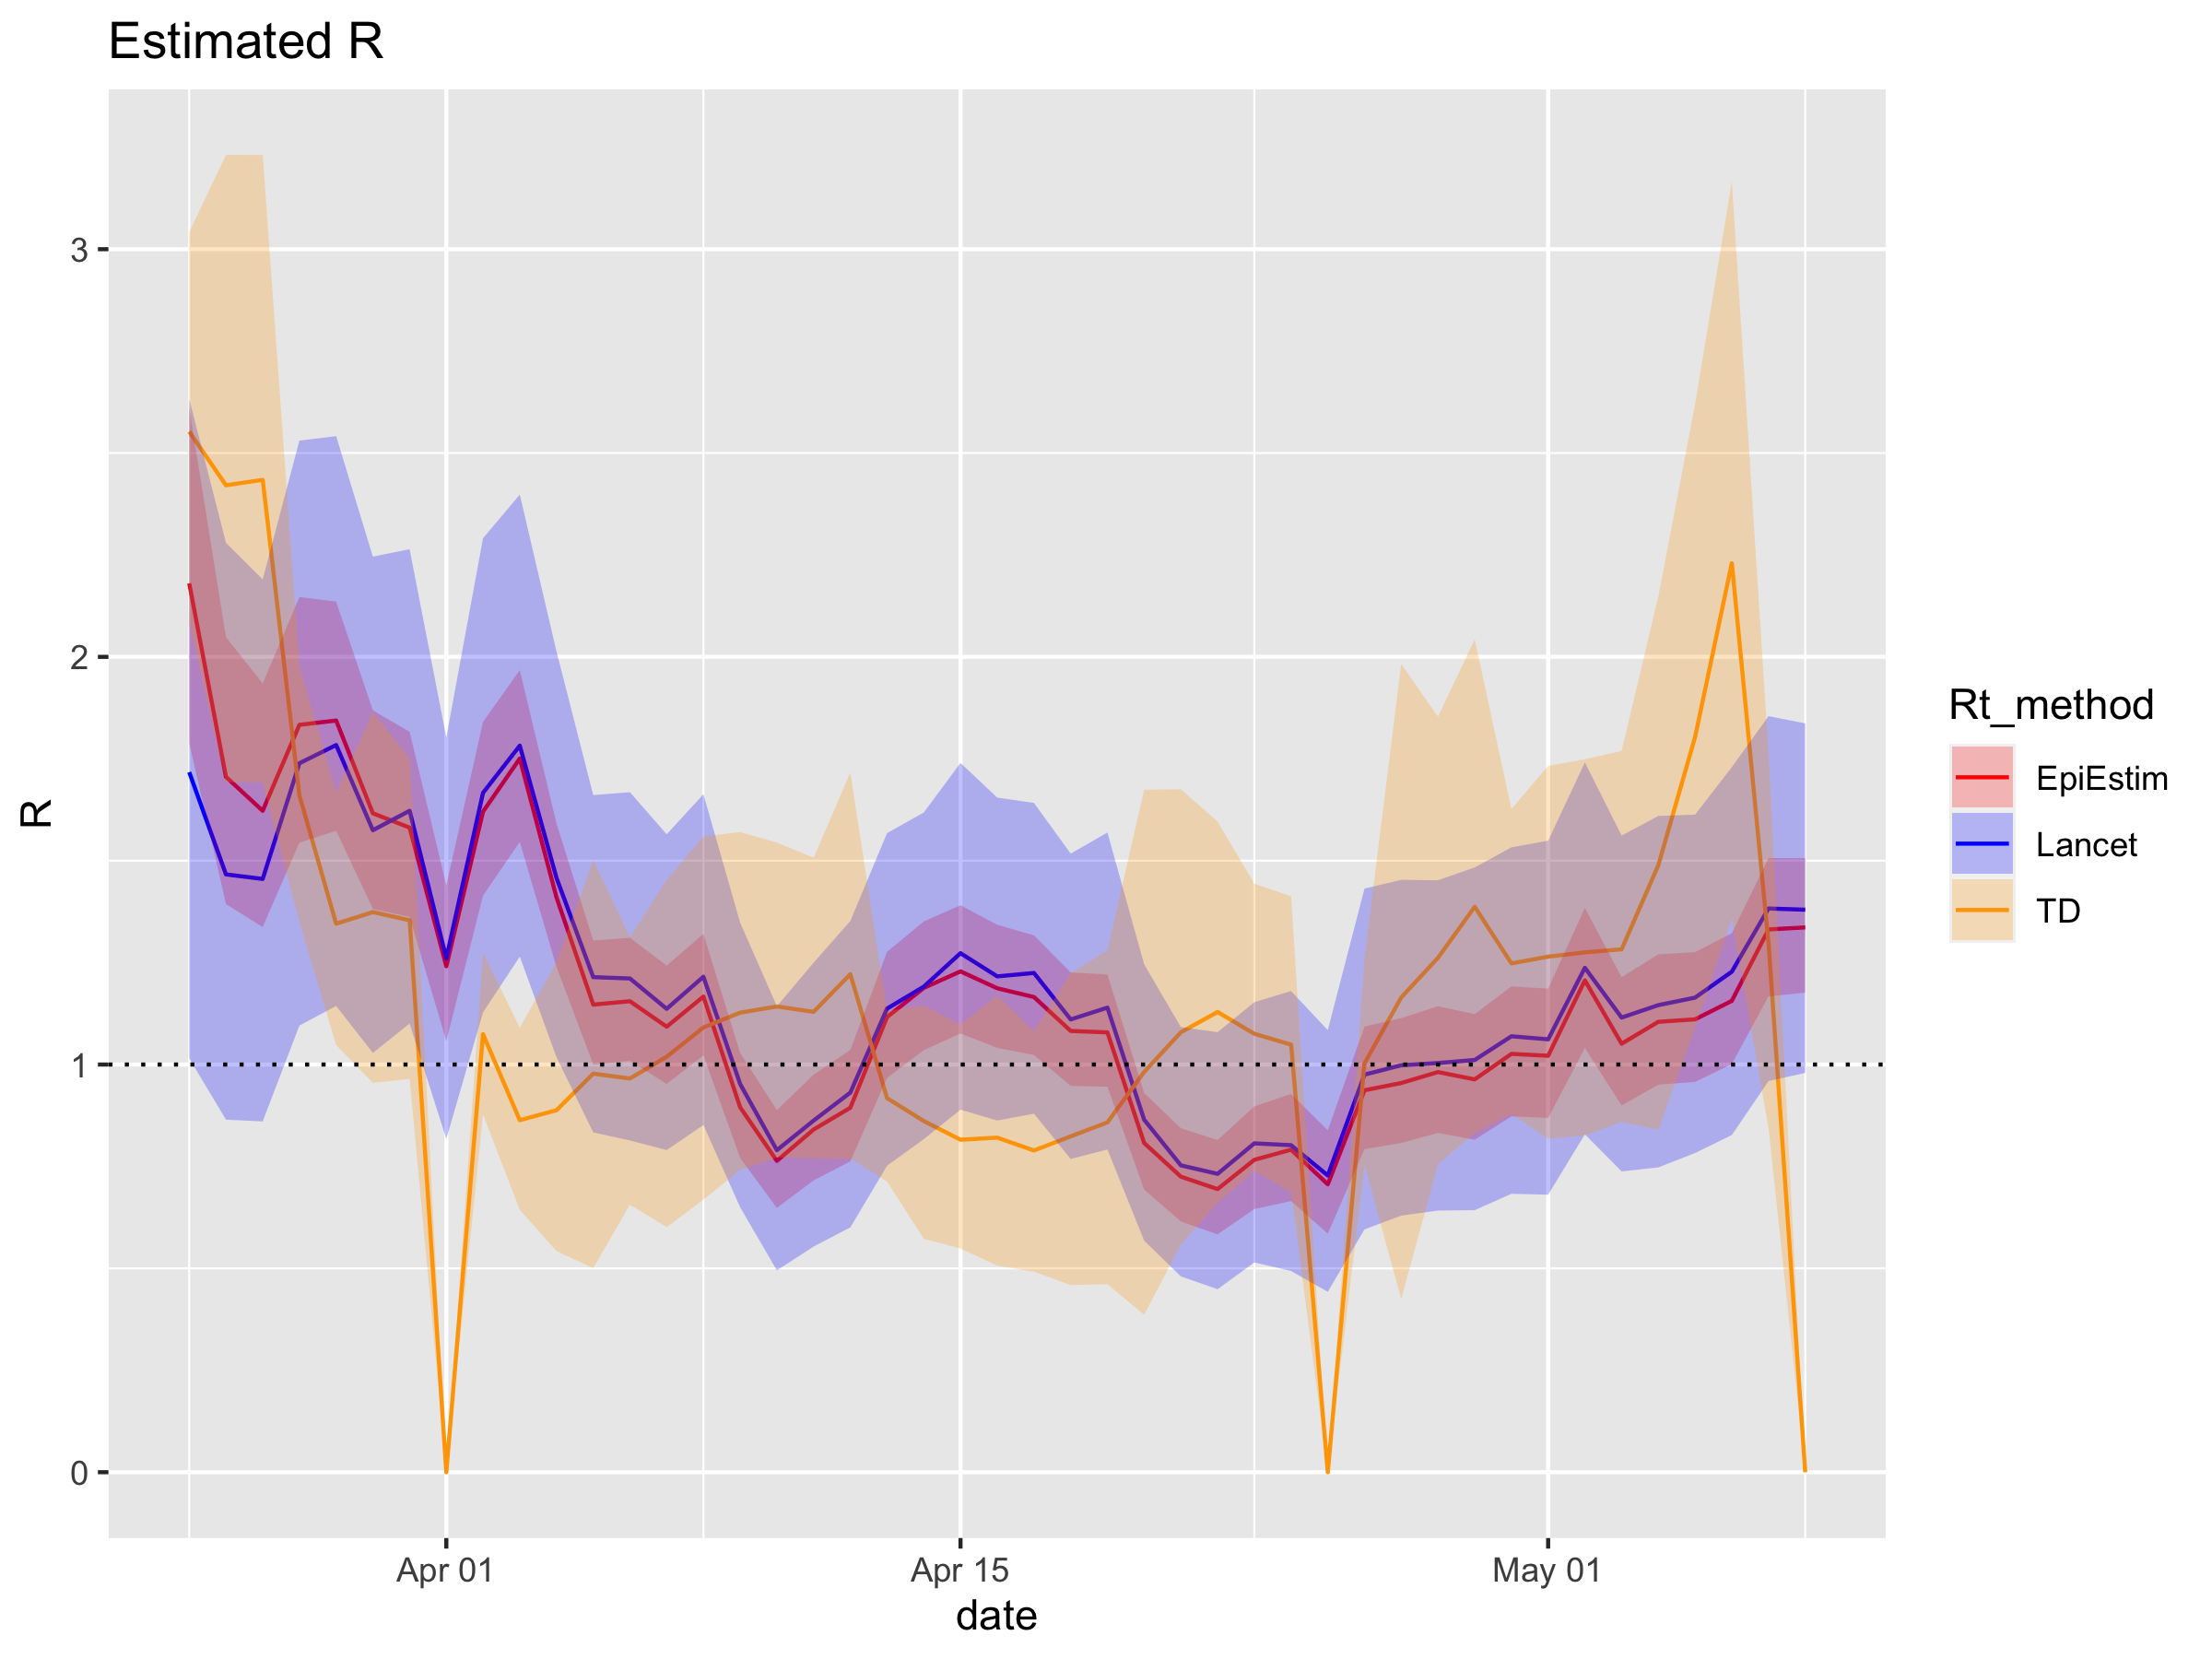 Estimated R
3
2
1
0
R
Apr 01
Apr 15
May 01
date
Rt_method
EpiEstim
Lancet
TD